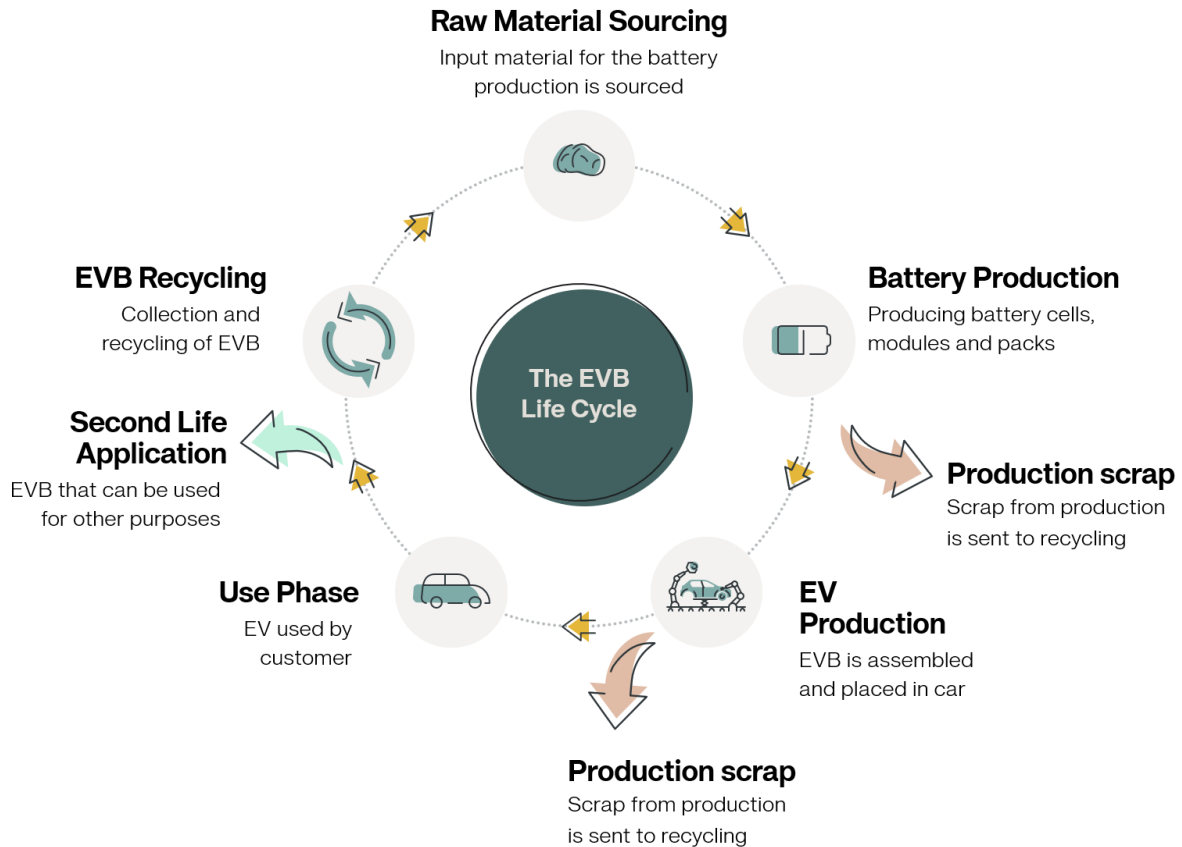 Raw Material Sourcing
Input material for the battery
production is sourced
EVB Recycling
Collection and
recycling of EVB
Battery Production
Producing battery cells,
modules and packs
The EVB
Life Cycle
Second Life
Application
EVB that can be used
for other purposes
Production scrap
Scrap from production
is sent to recycling
Use Phase
EV used by
customer
EV
Production
EVB is assembled
and placed in car
Production scrap
Scrap from production
is sent to recycling